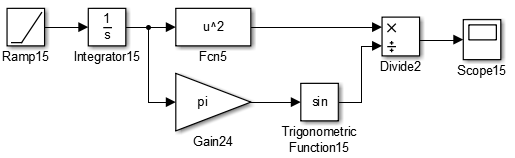 1
s
u^2
×
÷
Ramp15
Integrator15
Fcn5
Divide2
Scope15
pi
sin
Gain24
Trigonometric
Function15